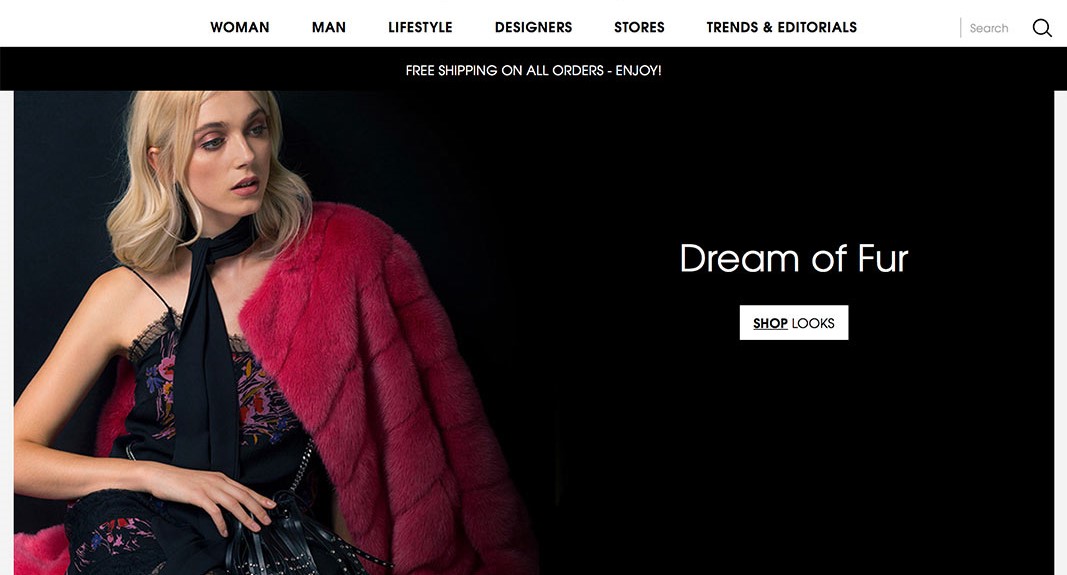 WOMAN MAN LIFESTYLE DESIGNERS STORES TRENDS & EDITORIALS Search
FREE SHIPPING ON ALL ORDERS - ENJOY!
Dream of Fur
SHOP LOOKS